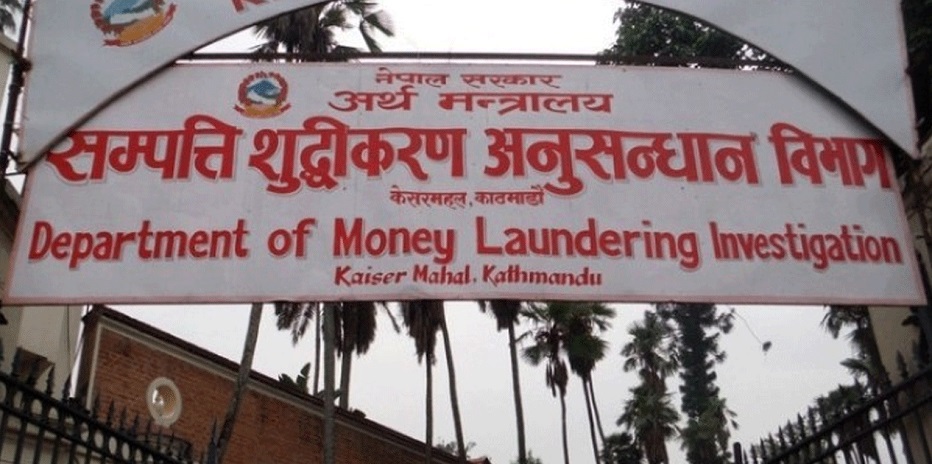 नेपाल सरकार
अर्थ मन्त्रालय
सम्पत्ति शुद्धीकरण अनुसन्धान विभाग
केसरमहल, काठमाडौं
Department of Money Laundering Investigation
Kaiser Mahal, Kathmandu